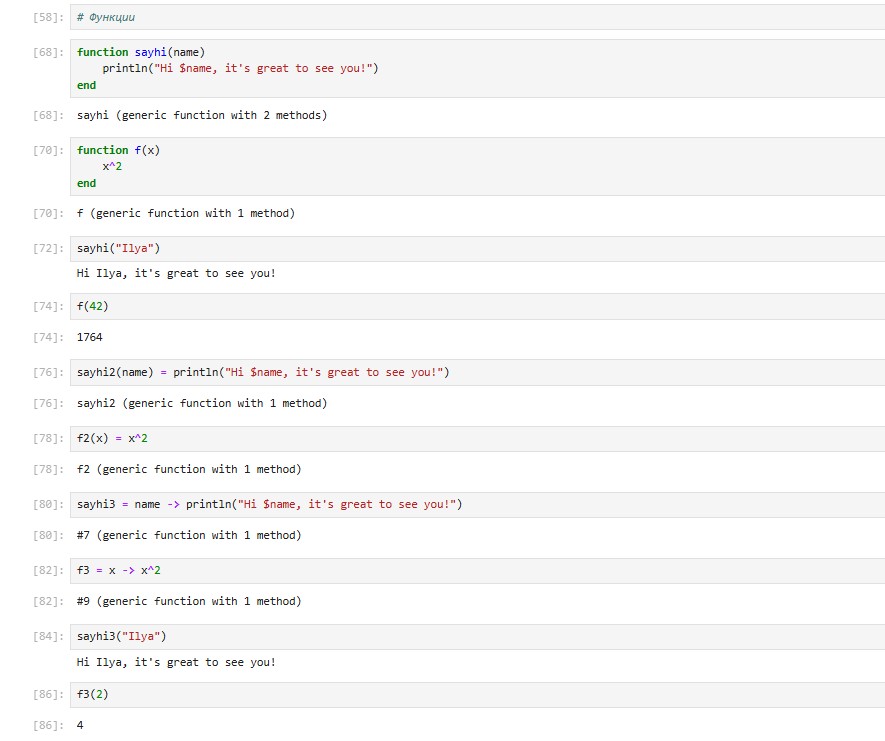 [58]: # Функции
[68]: function sayhi(name)
    println("Hi $name, it's great to see you!")
end
[68]: sayhi (generic function with 2 methods)
[70]: function f(x)
    x^2
end
[70]: f (generic function with 1 method)
[72]: sayhi("Ilya")
Hi Ilya, it's great to see you!
[74]: f(42)
[74]: 1764
[76]: sayhi2(name) = println("Hi $name, it's great to see you!")
[76]: sayhi2 (generic function with 1 method)
[78]: f2(x) = x^2
[78]: f2 (generic function with 1 method)
[80]: sayhi3 = name -> println("Hi $name, it's great to see you!")
[80]: #7 (generic function with 1 method)
[82]: f3 = x -> x^2
[82]: #9 (generic function with 1 method)
[84]: sayhi3("Ilya")
Hi Ilya, it's great to see you!
[86]: f3(2)
[86]: 4